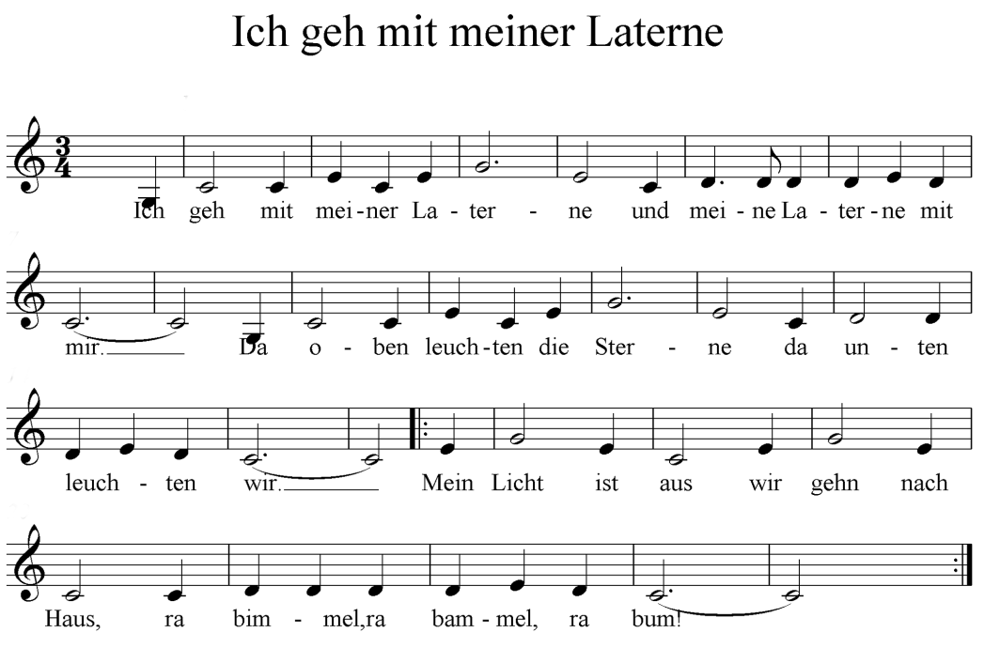 Ich geh mit meiner Laterne
3
4
Ich geh mit mei - ner La - ter - ne und mei - ne La - ter - ne mit
mir. Da o - ben leuch - ten die Ster - ne da un - ten
leuch - ten wir. Mein Licht ist aus wir gehn nach
Haus, ra bim - mel,ra bam - mel, ra bum!